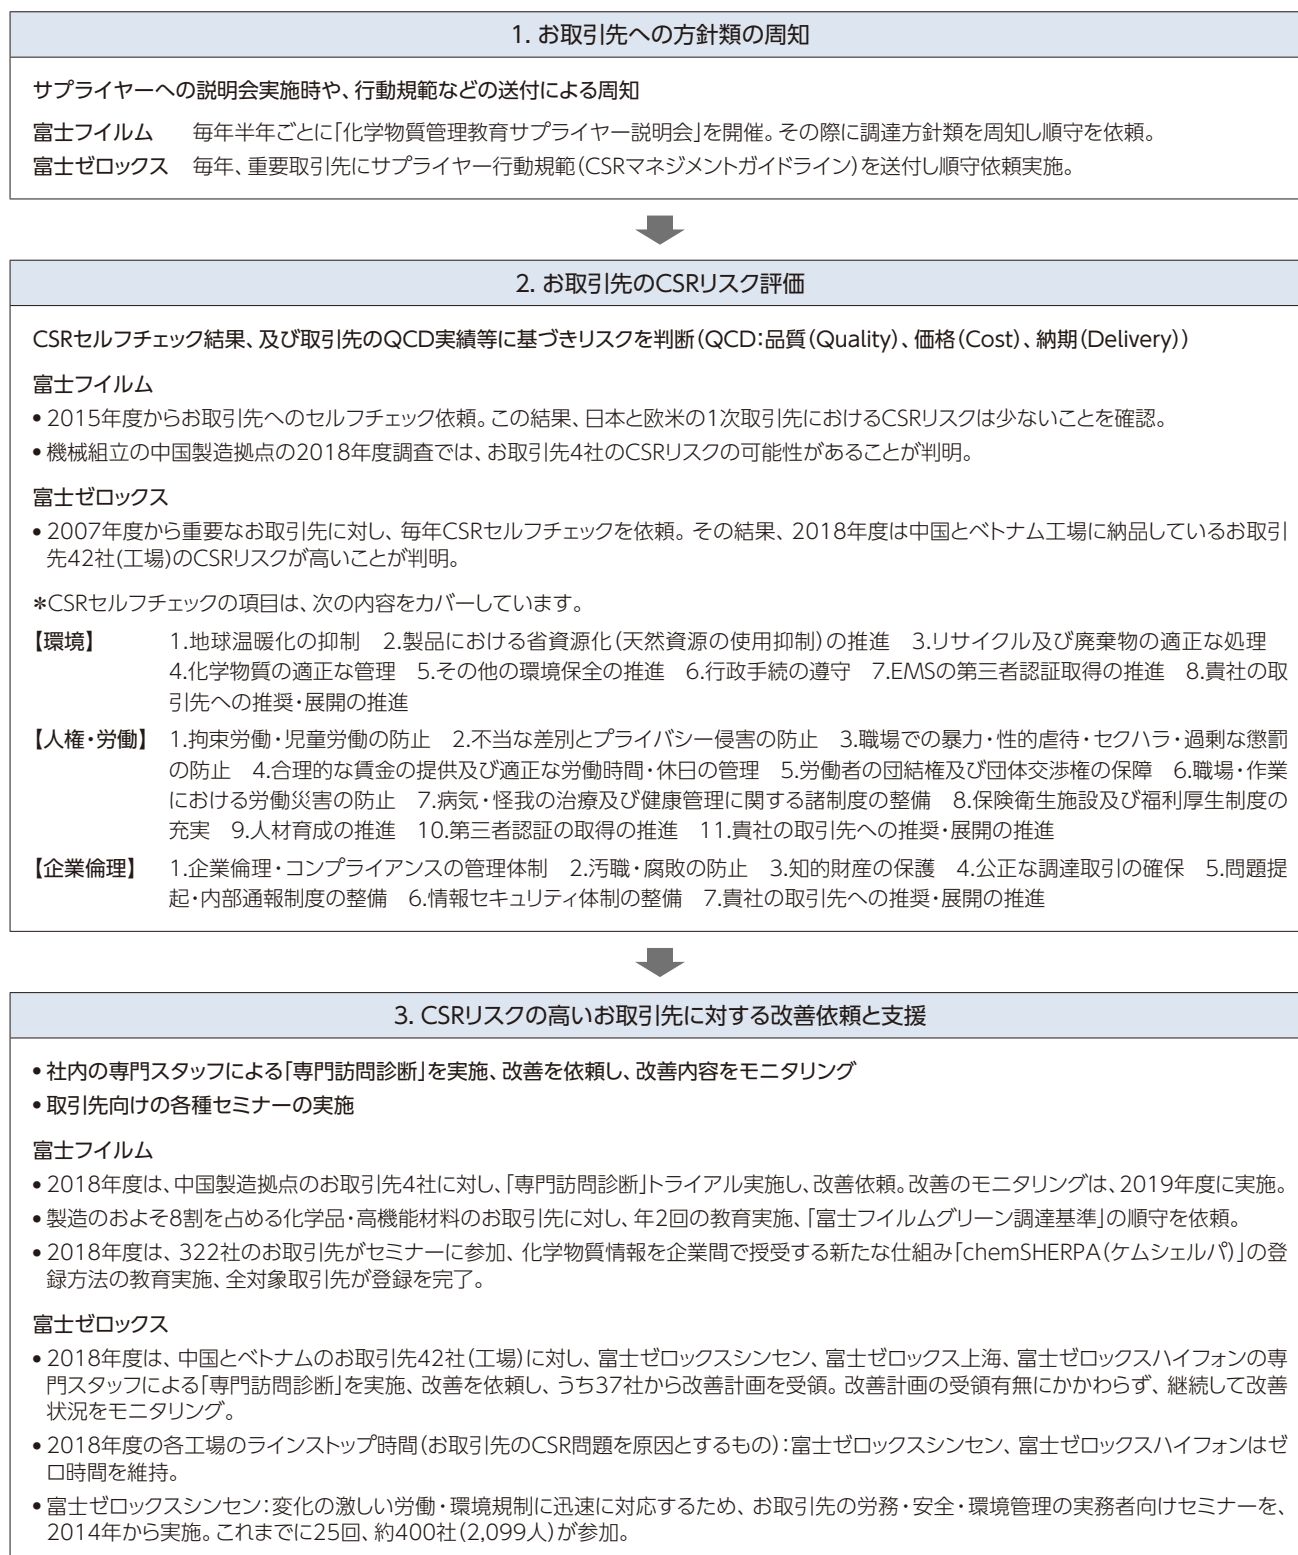 1. お取引先への方針類の周知
サプライヤーへの説明会実施時や、行動規範などの送付による周知
富士フイルム 毎年半年ごとに「化学物質管理教育サプライヤー説明会」を開催。その際に調達方針類を周知し順守を依頼。
富士ゼロックス 毎年、重要取引先にサプライヤー行動規範（CSRマネジメントガイドライン）を送付し順守依頼実施。
2. お取引先のCSRリスク評価
CSRセルフチェック結果、及び取引先のQCD実績等に基づきリスクを判断（QCD：品質（Quality）、価格（Cost）、納期（Delivery））
富士フイルム
• 2015年度からお取引先へのセルフチェック依頼。この結果、日本と欧米の1次取引先におけるCSRリスクは少ないことを確認。
• 機械組立の中国製造拠点の2018年度調査では、お取引先4社のCSRリスクの可能性があることが判明。
富士ゼロックス
• 2007年度から重要なお取引先に対し、毎年CSRセルフチェックを依頼。その結果、2018年度は中国とベトナム工場に納品しているお取引
先42社(工場)のCSRリスクが高いことが判明。
＊CSRセルフチェックの項目は、次の内容をカバーしています。
【環境】 1.地球温暖化の抑制 2.製品における省資源化（天然資源の使用抑制）の推進 3.リサイクル及び廃棄物の適正な処理
4.化学物質の適正な管理 5.その他の環境保全の推進 6.行政手続の遵守 7.EMSの第三者認証取得の推進 8.貴社の取
引先への推奨・展開の推進
【人権・労働】 1.拘束労働・児童労働の防止 2.不当な差別とプライバシー侵害の防止 3.職場での暴力・性的虐待・セクハラ・過剰な懲罰
の防止 4.合理的な賃金の提供及び適正な労働時間・休日の管理 5.労働者の団結権及び団体交渉権の保障 6.職場・作業
における労働災害の防止 7.病気・怪我の治療及び健康管理に関する諸制度の整備 8.保険衛生施設及び福利厚生制度の
充実 9.人材育成の推進 10.第三者認証の取得の推進 11.貴社の取引先への推奨・展開の推進
【企業倫理】 1.企業倫理・コンプライアンスの管理体制 2.汚職・腐敗の防止 3.知的財産の保護 4.公正な調達取引の確保 5.問題提
起・内部通報制度の整備 6.情報セキュリティ体制の整備 7.貴社の取引先への推奨・展開の推進
3. CSRリスクの高いお取引先に対する改善依頼と支援
• 社内の専門スタッフによる「専門訪問診断」を実施、改善を依頼し、改善内容をモニタリング
• 取引先向けの各種セミナーの実施
富士フイルム
• 2018年度は、中国製造拠点のお取引先4社に対し、「専門訪問診断」トライアル実施し、改善依頼。改善のモニタリングは、2019年度に実施。
• 製造のおよそ8割を占める化学品・高機能材料のお取引先に対し、年2回の教育実施、「富士フイルムグリーン調達基準」の順守を依頼。
• 2018年度は、322社のお取引先がセミナーに参加、化学物質情報を企業間で授受する新たな仕組み「chemSHERPA（ケムシェルパ）」の登
録方法の教育実施、全対象取引先が登録を完了。
富士ゼロックス
• 2018年度は、中国とベトナムのお取引先42社（工場）に対し、富士ゼロックスシンセン、富士ゼロックス上海、富士ゼロックスハイフォンの専
門スタッフによる「専門訪問診断」を実施、改善を依頼し、うち37社から改善計画を受領。改善計画の受領有無にかかわらず、継続して改善
状況をモニタリング。
• 2018年度の各工場のラインストップ時間（お取引先のCSR問題を原因とするもの）：富士ゼロックスシンセン、富士ゼロックスハイフォンはゼ
ロ時間を維持。
• 富士ゼロックスシンセン：変化の激しい労働・環境規制に迅速に対応するため、お取引先の労務・安全・環境管理の実務者向けセミナーを、
2014年から実施。これまでに25回、約400社（2,099人）が参加。